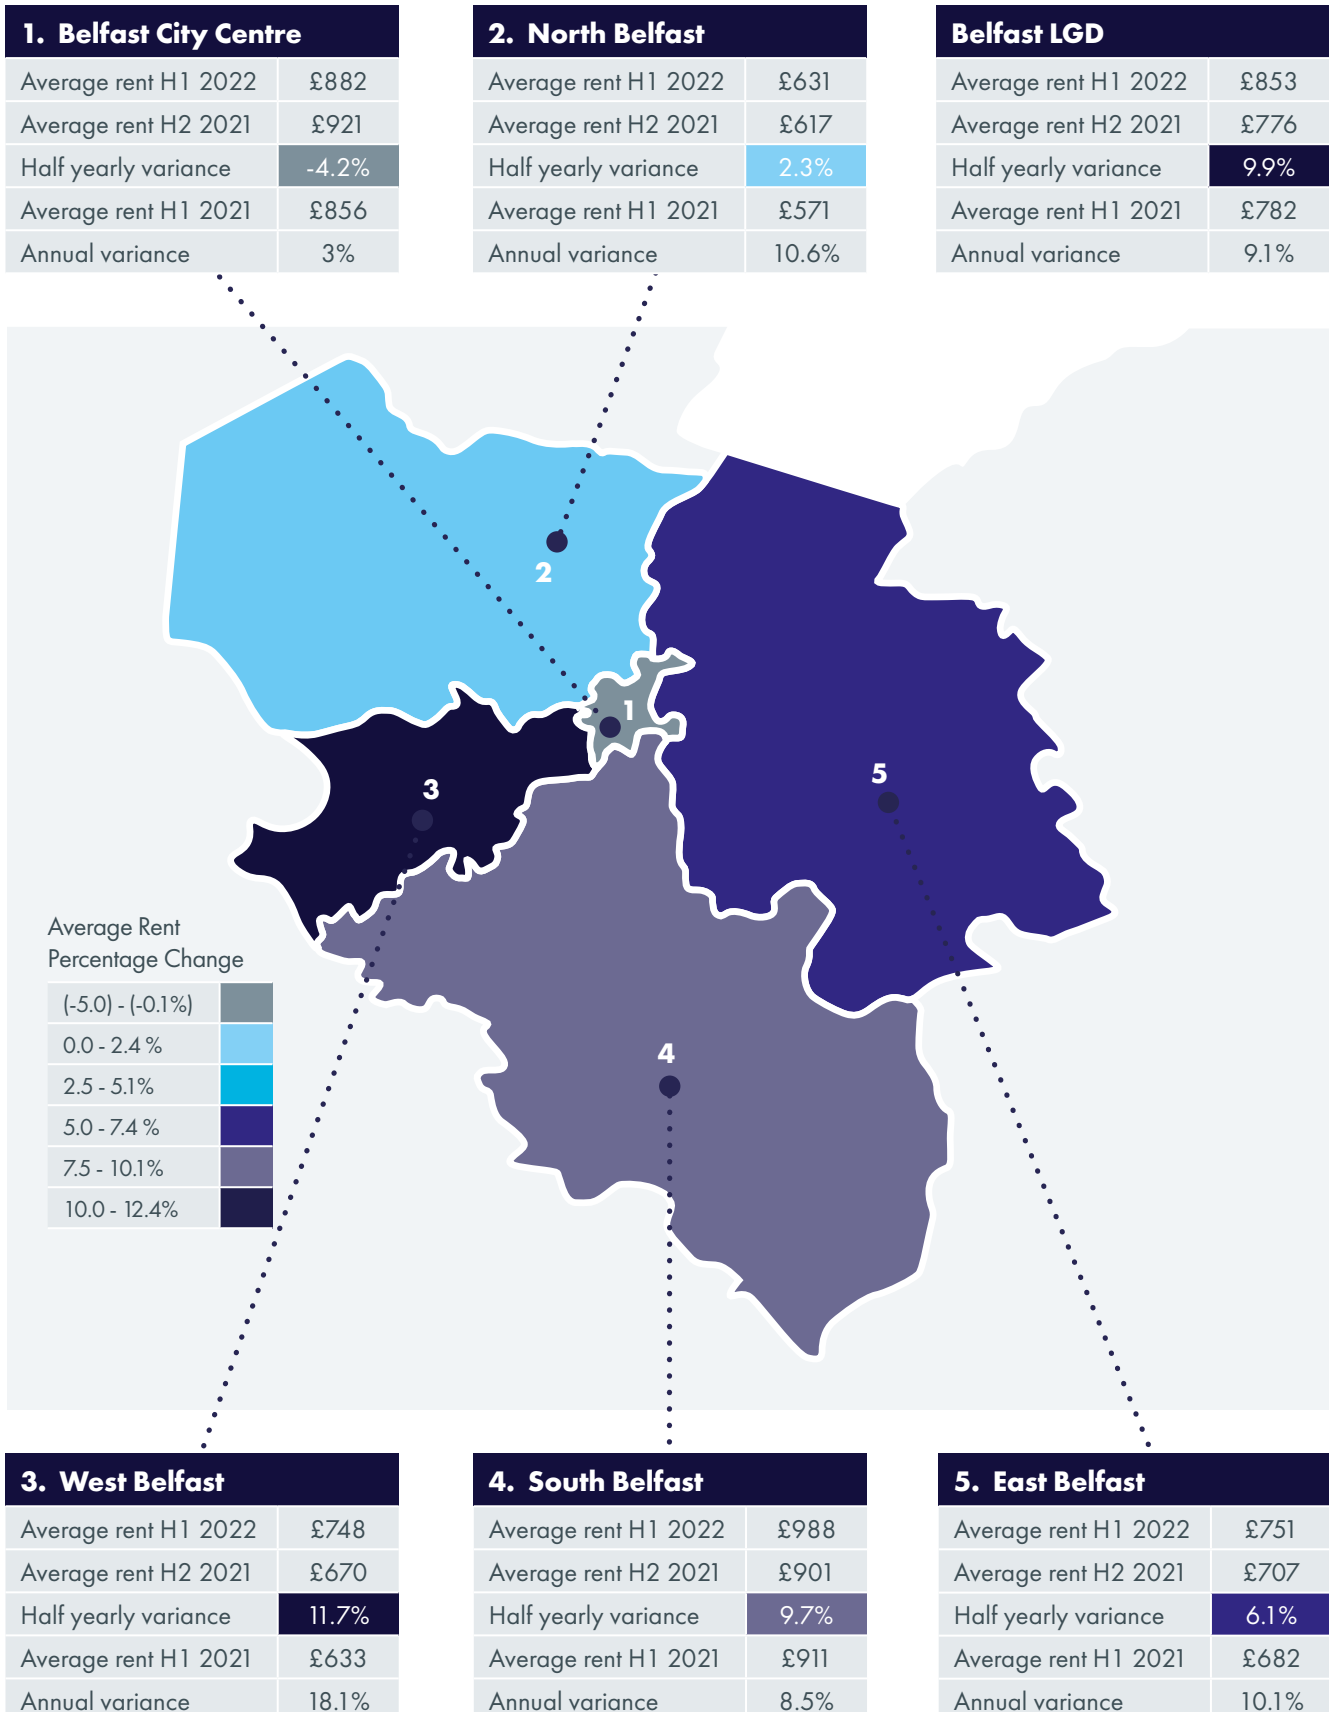 1. Belfast City Centre
Average rent H1 2022 £882
Average rent H2 2021 £921
Half yearly variance -4.2%
Average rent H1 2021 £856
Annual variance 3%
2. North Belfast
Average rent H1 2022 £631
Average rent H2 2021 £617
Half yearly variance 2.3%
Average rent H1 2021 £571
Annual variance 10.6%
Belfast LGD
Average rent H1 2022 £853
Average rent H2 2021 £776
Half yearly variance 9.9%
Average rent H1 2021 £782
Annual variance 9.1%
2
1
3
5
4
Average Rent
Percentage Change
(-5.0) - (-0.1%)
0.0 - 2.4 %
2.5 - 5.1%
5.0 - 7.4 %
7.5 - 10.1%
10.0 - 12.4%
3. West Belfast
Average rent H1 2022 £748
Average rent H2 2021 £670
Half yearly variance 11.7%
Average rent H1 2021 £633
Annual variance 18.1%
4. South Belfast
Average rent H1 2022 £988
Average rent H2 2021 £901
Half yearly variance 9.7%
Average rent H1 2021 £911
Annual variance 8.5%
5. East Belfast
Average rent H1 2022 £751
Average rent H2 2021 £707
Half yearly variance 6.1%
Average rent H1 2021 £682
Annual variance 10.1%